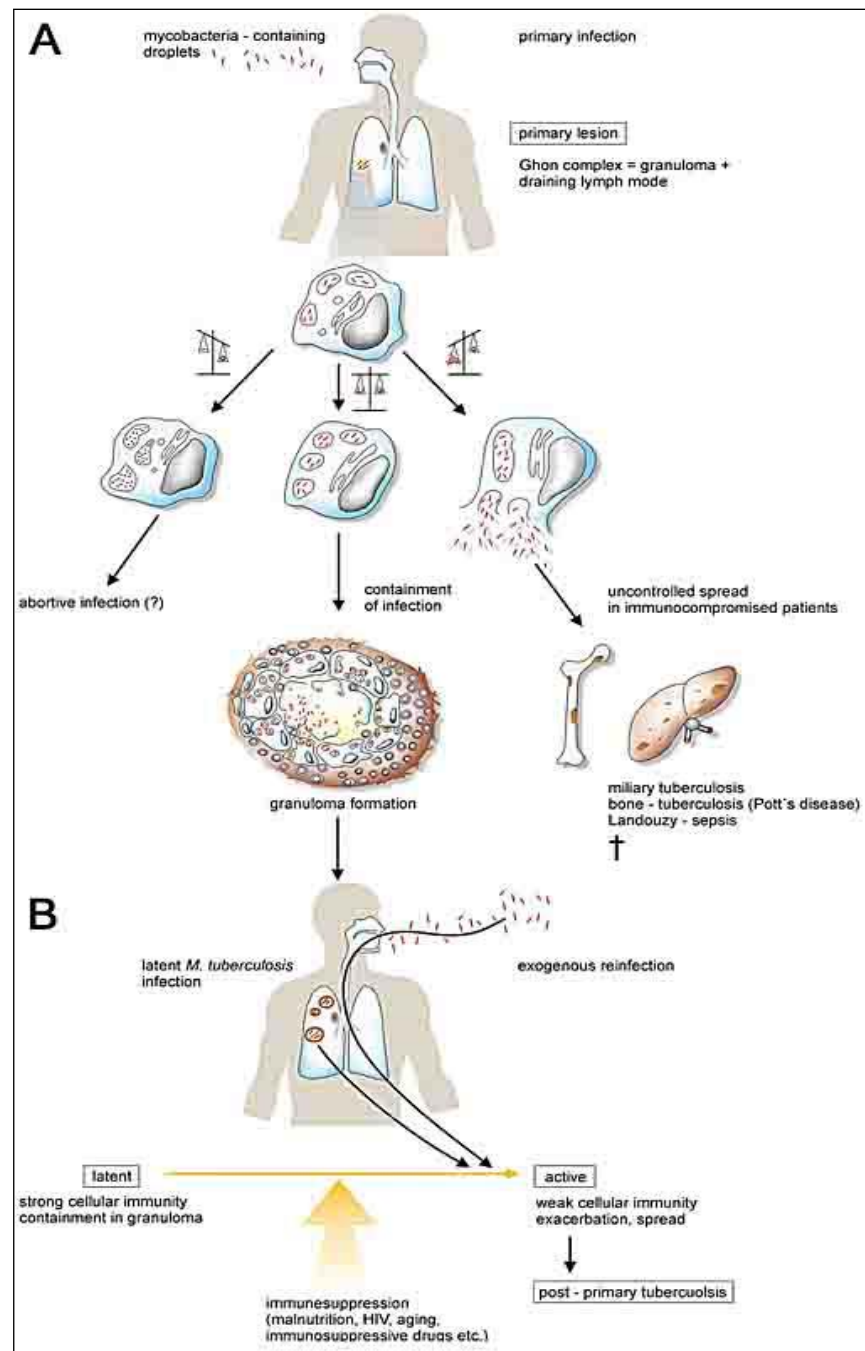 A
mycobacteria - containing
droplets
primary infection
primary lesion
Ghon complex = granuloma +
draining lymph mode
abortive infection (?)
containment
of infection
uncontrolled spread
in immunocompromised patients
granuloma formation
miliary tuberculosis
bone - tuberculosis (Pott´s disease)
Landouzy - sepsis
†
B
latent M. tuberculosis
infection
exogenous reinfection
latent
strong cellular immunity
containment in granuloma
active
weak cellular immunity
exacerbation, spread
post - primary tubercuolsis
immunesuppression
(malnutrition, HIV, aging,
immunosuppressive drugs etc.)